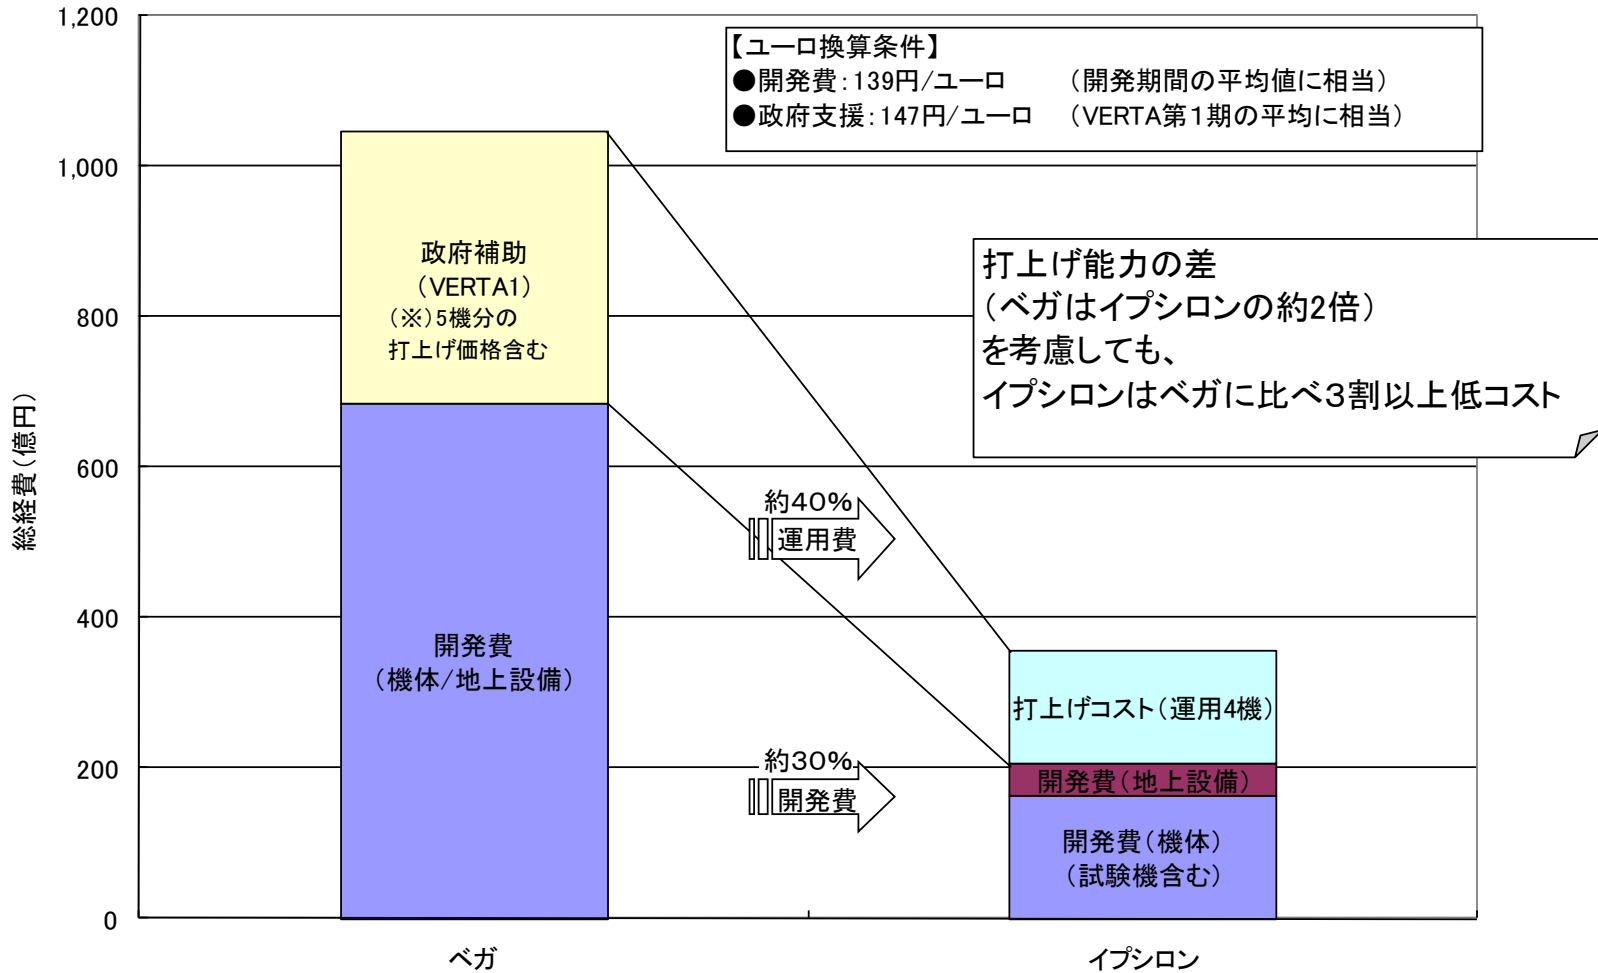 1,200
1,000
800
600
400
200
0
総経費(億円)
【ユーロ換算条件】
●開発費:139円/ユーロ (開発期間の平均値に相当)
●政府支援:147円/ユーロ (VERTA第1期の平均に相当)
政府補助
(VERTA1)
(※)5機分の
打上げ価格含む
開発費
(機体/地上設備)
打上げ能力の差
(ベガはイプシロンの約2倍)
を考慮しても、
イプシロンはベガに比べ3割以上低コスト
約40%
運用費
約30%
開発費
打上げコスト(運用4機)
開発費(地上設備)
開発費(機体)
(試験機含む)
ベガ
イプシロン